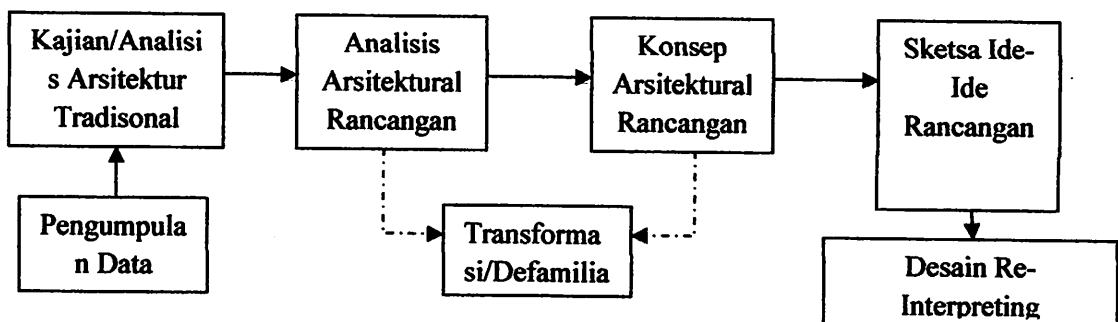 Kajian/Analisi
s Arsitektur
Tradisonal
Analisis
Arsitektural
Rancangan
Konsep
Arsitektural
Rancangan
Sketsa Ide-
Ide
Rancangan
Pengumpula
n Data
Transforma
si/Defamilia
Desain Re-
Interpreting